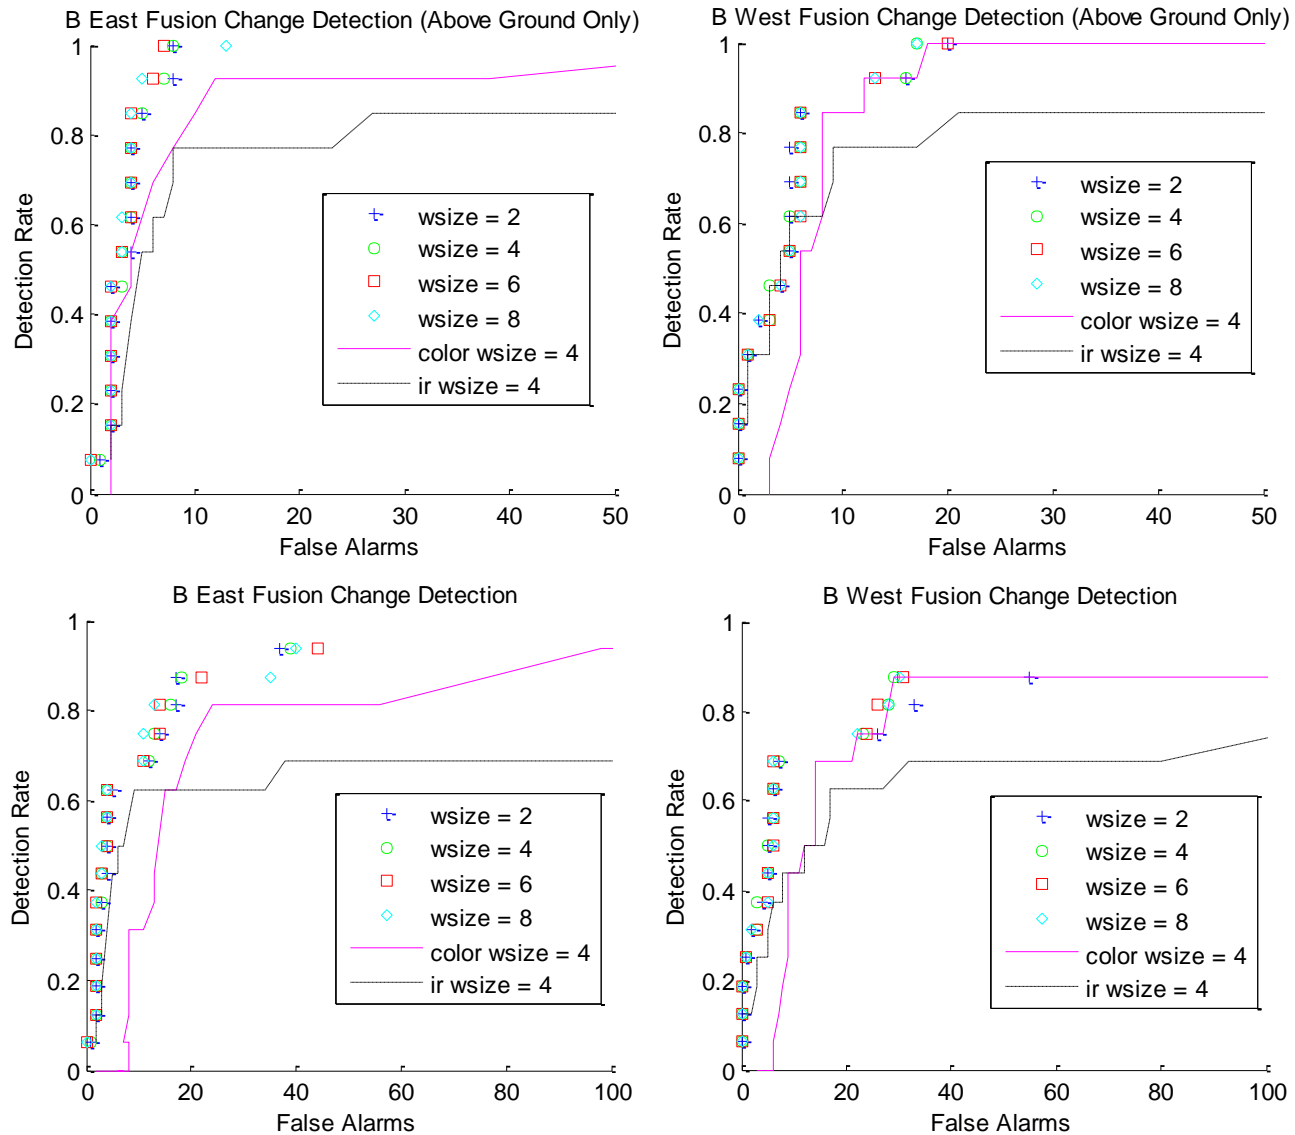 B East Fusion Change Detection (Above Ground Only)
1
0.8
0.6
0.4
0.2
0
Detection Rate
0 10 20 30 40 50
False Alarms
wsize = 2
wsize = 4
wsize = 6
wsize = 8
color wsize = 4
ir wsize = 4
B West Fusion Change Detection (Above Ground Only)
1
0.8
0.6
0.4
0.2
0
Detection Rate
0 10 20 30 40 50
False Alarms
wsize = 2
wsize = 4
wsize = 6
wsize = 8
color wsize = 4
ir wsize = 4
B East Fusion Change Detection
1
0.8
0.6
0.4
0.2
0
Detection Rate
0 20 40 60 80 100
False Alarms
wsize = 2
wsize = 4
wsize = 6
wsize = 8
color wsize = 4
ir wsize = 4
B West Fusion Change Detection
1
0.8
0.6
0.4
0.2
0
Detection Rate
0 20 40 60 80 100
False Alarms
wsize = 2
wsize = 4
wsize = 6
wsize = 8
color wsize = 4
ir wsize = 4